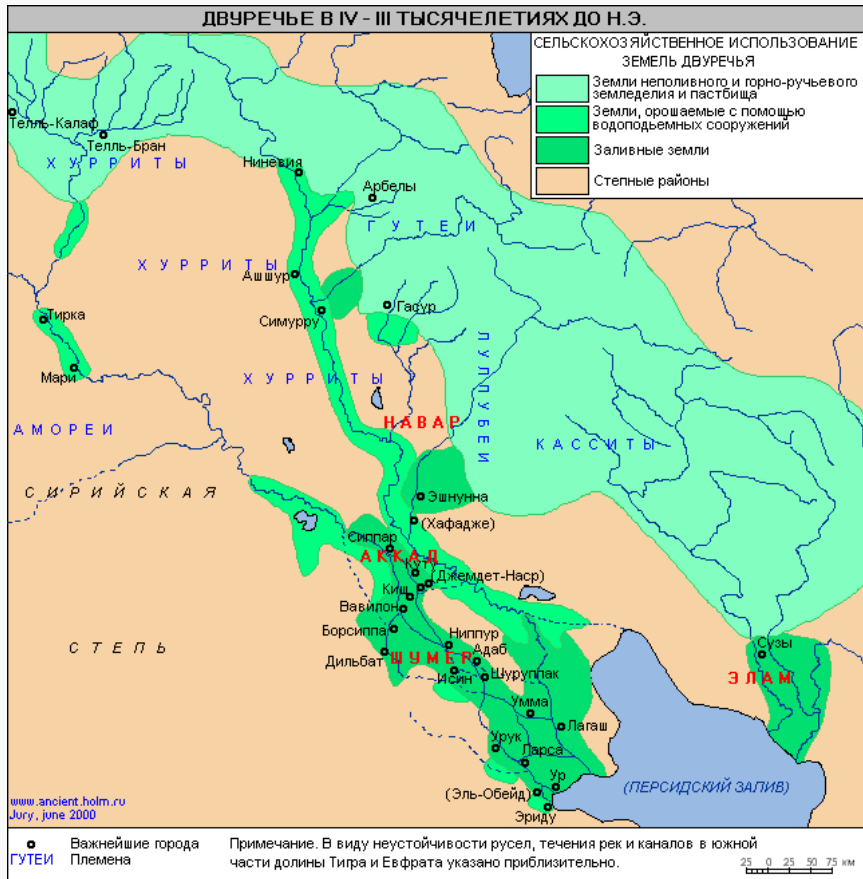 ДВУРЕЧЬЕ В IV - III ТЫСЯЧЕЛЕТИЯХ ДО Н.Э.
СЕЛЬСКОХОЗЯЙСТВЕННОЕ ИСПОЛЬЗОВАНИЕ
ЗЕМЕЛЬ ДВУРЕЧЬЯ
Земли неполивного и горно-ручьевого
земледелия и пастбища
Земли, орошаемые с помощью
водоподъемных сооружений
Заливные земли
Степные районы
Телль-Калаф
Телль-Бран
ХУРРИТЫ
Ниневия
Арбелы
ГУТЕИ
ХУРРИТЫ
Ашшур
Симурру
Гасур
Тирка
Мари
ХУРРИТЫ
ЛУЛЛУБЕИ
НАВАР
АМОРЕИ
КАССИТЫ
СИРИЙСКАЯ
Эшнунна
(Хафадже)
Сиппар
АККАД
Куту
(Джемдет-Наср)
Киш
Вавилон
Борсиппа
Ниппур
СТЕПЬ
Дильбат
ШУМЕР
Адаб
Исин
Шуруппак
Сузы
ЭЛАМ
Умма
Лагаш
Урук
Ларса
Ур
(Эль-Обейд)
Эриду
(ПЕРСИДСКИЙ ЗАЛИВ)
www.ancient.holm.ru
Jury, june 2000
Важнейшие города
ГУТЕИ Племена
Примечание. В виду неустойчивости русел, течения рек и каналов в южной
части долины Тигра и Евфрата указано приблизительно.
25 0 25 50 75 км